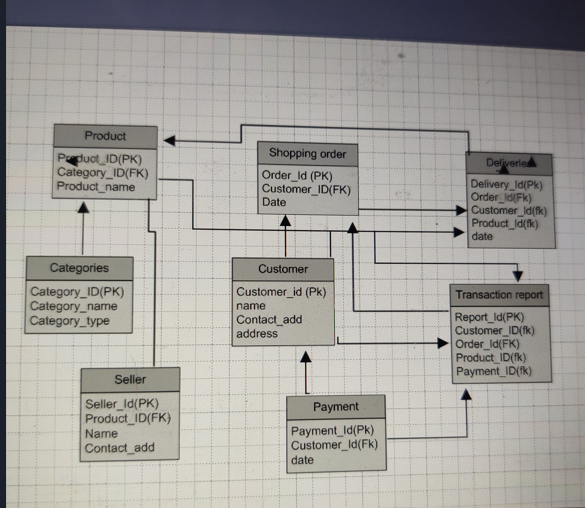 Product
Product_ID(PK)
Category_ID(FK)
Product_name
Shopping order
Order_Id (PK)
Customer_ID(FK)
Date
Deliveries
Delivery_Id(Pk)
Order_Id(Fk)
Customer_Id(fk)
Product_Id(fk)
date
Categories
Category_ID(PK)
Category_name
Category_type
Customer
Customer_id (Pk)
name
Contact_add
address
Transaction report
Report_Id(PK)
Customer_ID(fk)
Order_Id(FK)
Product_ID(fk)
Payment_ID(fk)
Seller
Seller_Id(PK)
Product_ID(FK)
Name
Contact_add
Payment
Payment_Id(Pk)
Customer_Id(Fk)
date